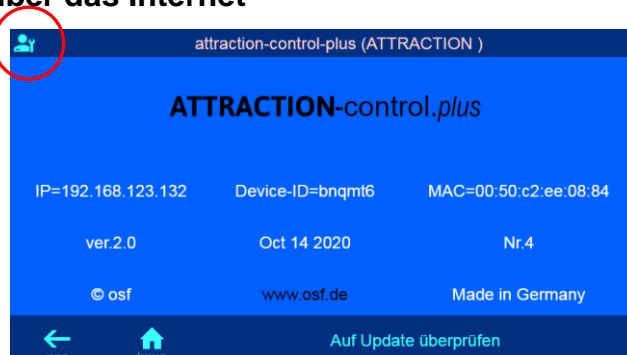 über das Internet
attraction-control-plus (ATTRACTION )
ATTRACTION-control.plus
IP=192.168.123.132 Device-ID=bnqmt6 MAC=00:50:c2:ee:08:84
ver.2.0 Oct 14 2020 Nr.4
© osf www.osf.de Made in Germany
Auf Update überprüfen